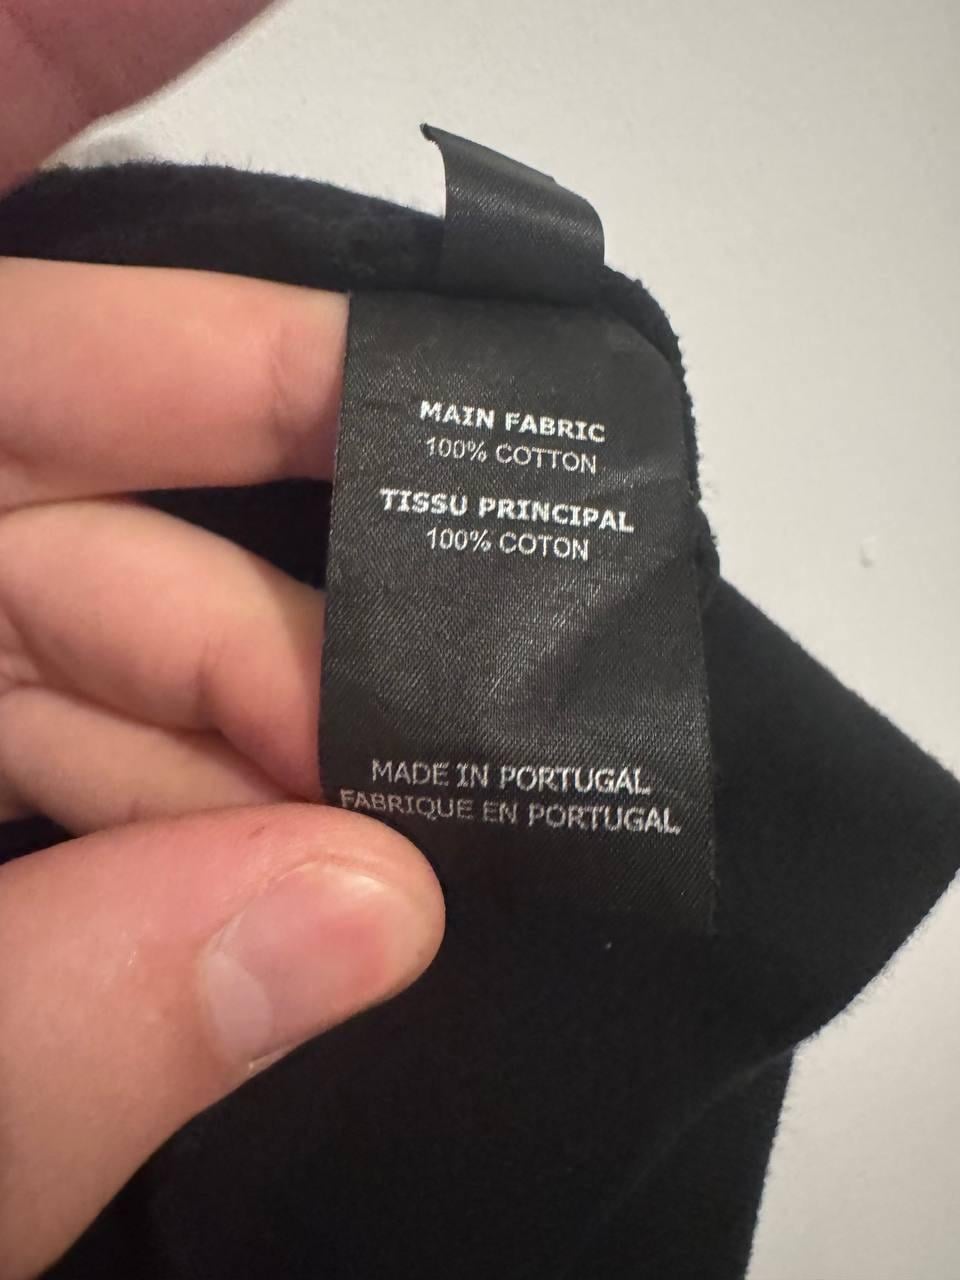 MAIN FABRIC
100% COTTON
TISSU PRINCIPAL
100% COTON
MADE IN PORTUGAL
FABRIQUE EN PORTUGAL